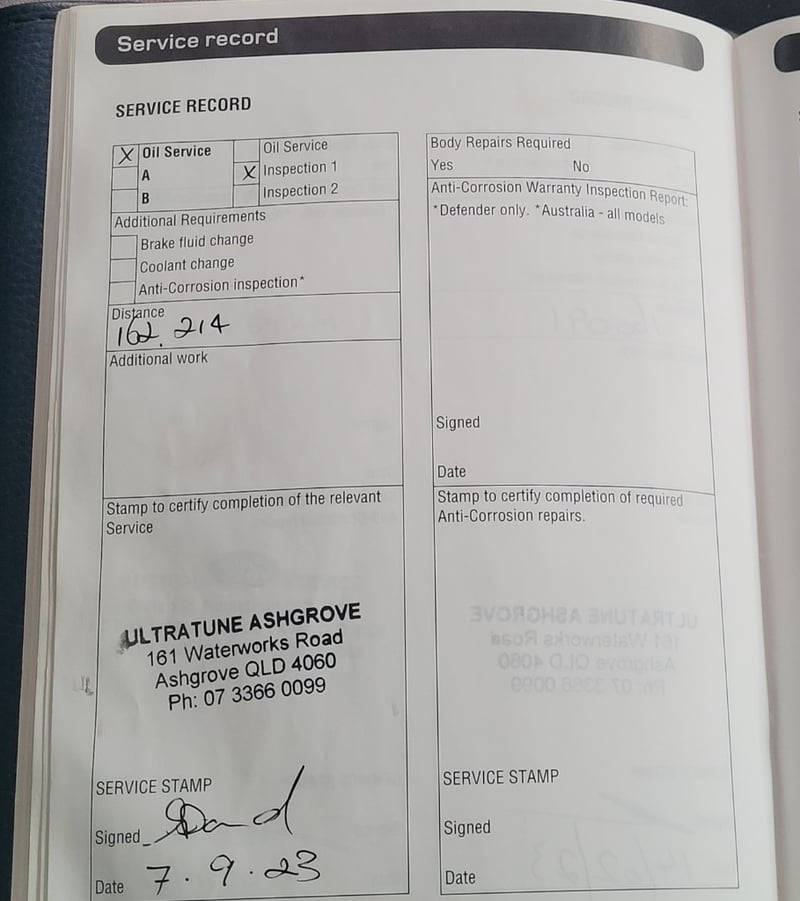 Service record
SERVICE RECORD
X Oil Service
A
B
Oil Service
X Inspection 1
Inspection 2
Additional Requirements
Brake fluid change
Coolant change
Anti-Corrosion inspection*
Distance
162.214
Additional work
Stamp to certify completion of the relevant
Service
ULTRATUNE ASHGROVE
161 Waterworks Road
Ashgrove QLD 4060
Ph: 07 3366 0099
SERVICE STAMP
Signed
Date 7.9.23
Body Repairs Required
Yes No
Anti-Corrosion Warranty Inspection Report:
*Defender only. *Australia - all models
Signed
Date
Stamp to certify completion of required
Anti-Corrosion repairs.
SERVICE STAMP
Signed
Date